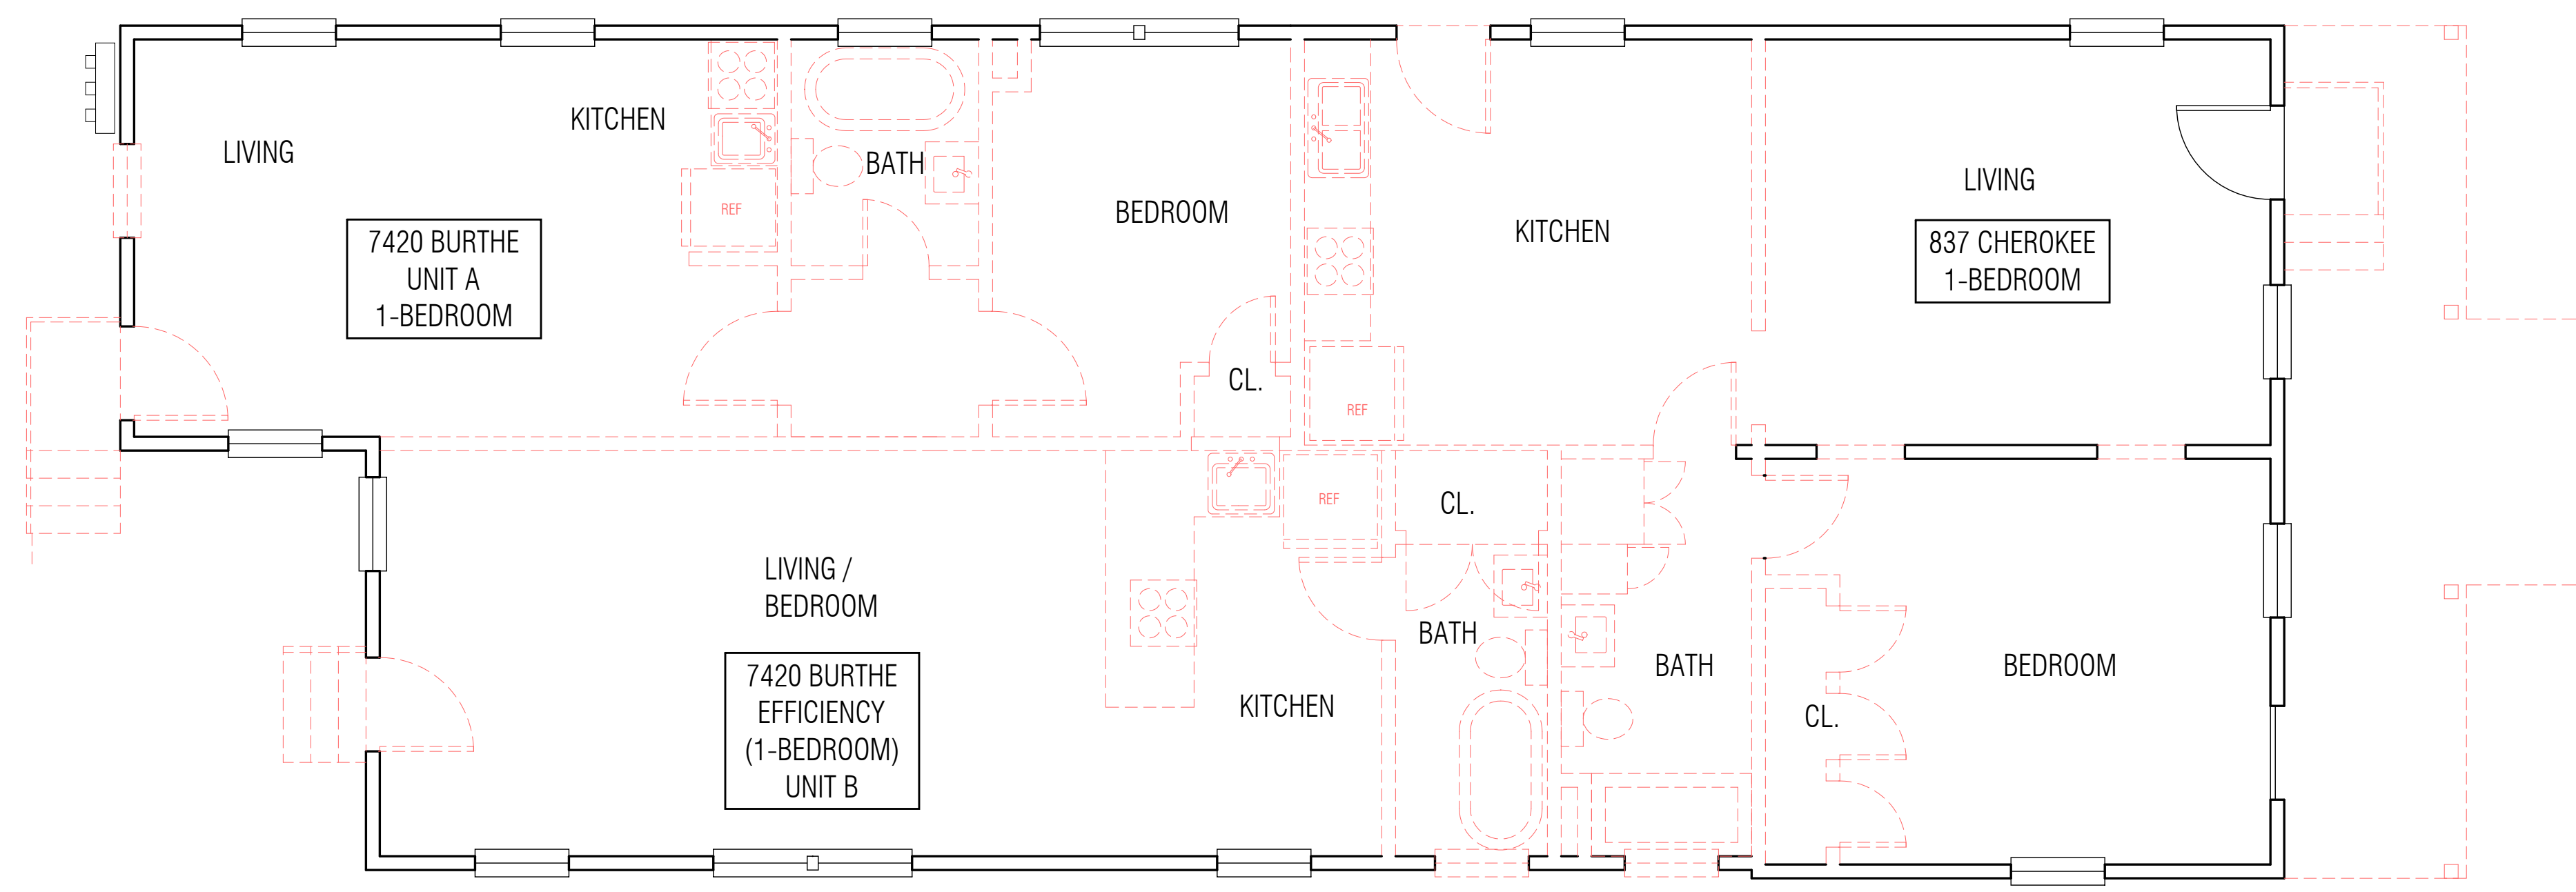 KITCHEN
LIVING
BATH
REF
BEDROOM
KITCHEN
LIVING
7420 BURTHE
UNIT A
1-BEDROOM
837 CHEROKEE
1-BEDROOM
CL.
REF
REF
CL.
LIVING /
BEDROOM
BATH
BATH
BEDROOM
7420 BURTHE
EFFICIENCY
(1-BEDROOM)
UNIT B
KITCHEN
CL.